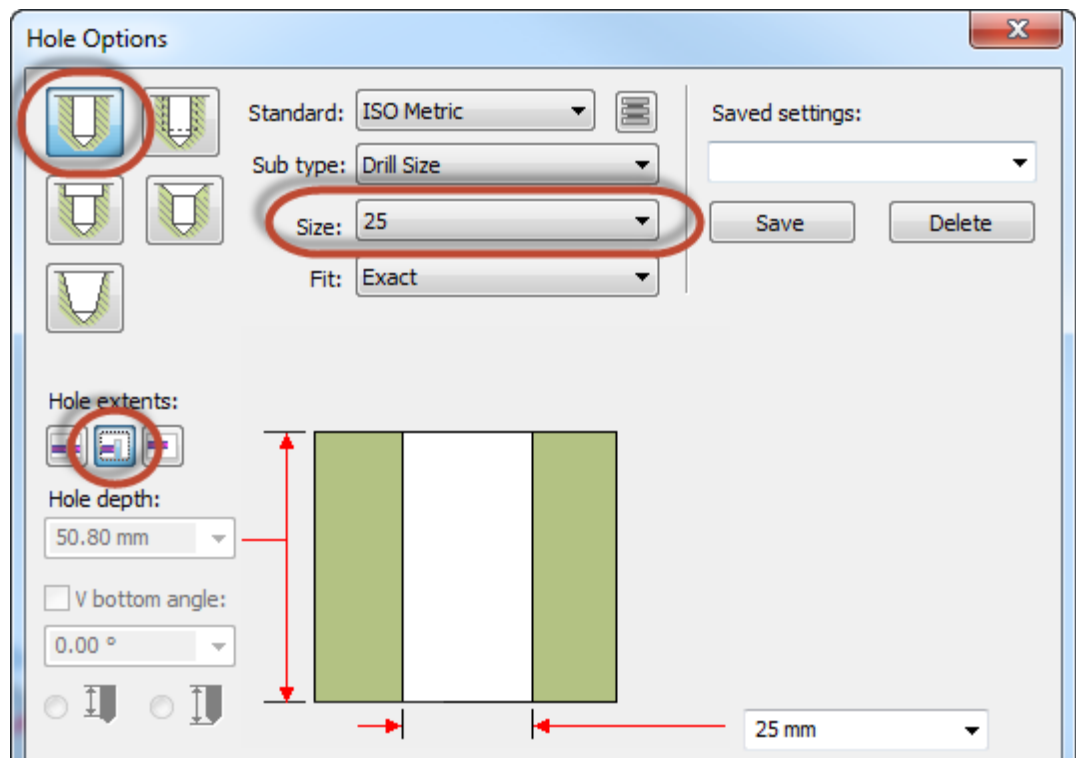 Hole Options
Standard: ISO Metric
Sub type: Drill Size
Size: 25
Fit: Exact
Saved settings:
Save Delete
Hole extents:
Hole depth:
50.80 mm
V bottom angle:
0.00 °
25 mm